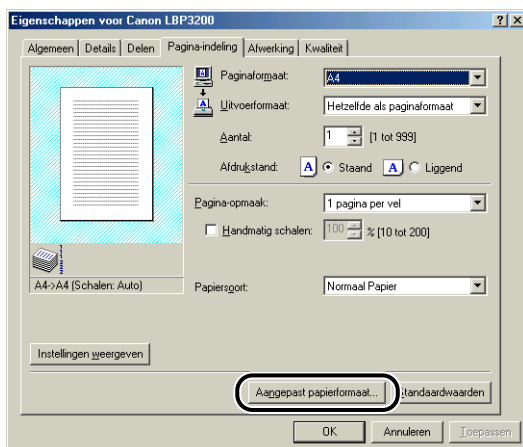 Eigenschappen voor Canon LBP3200
Algemeen Details Delen Pagina-indeling Afwerking Kwaliteit
Paginaformaat: A4
Uitvoerformaat: Hetzelfde als paginaformaat
Aantal: 1 [1 tot 999]
Afdrukstand: A Staand A Liggend
Pagina-opmaak: 1 pagina per vel
Handmatig schalen: 100 % [10 tot 200]
A4->A4 (Schalen: Auto)
Papiersoort: Normaal Papier
Instellingen weergeven
Aangepast papierformaat... Standaardwaarden
OK Annuleren Toepassen